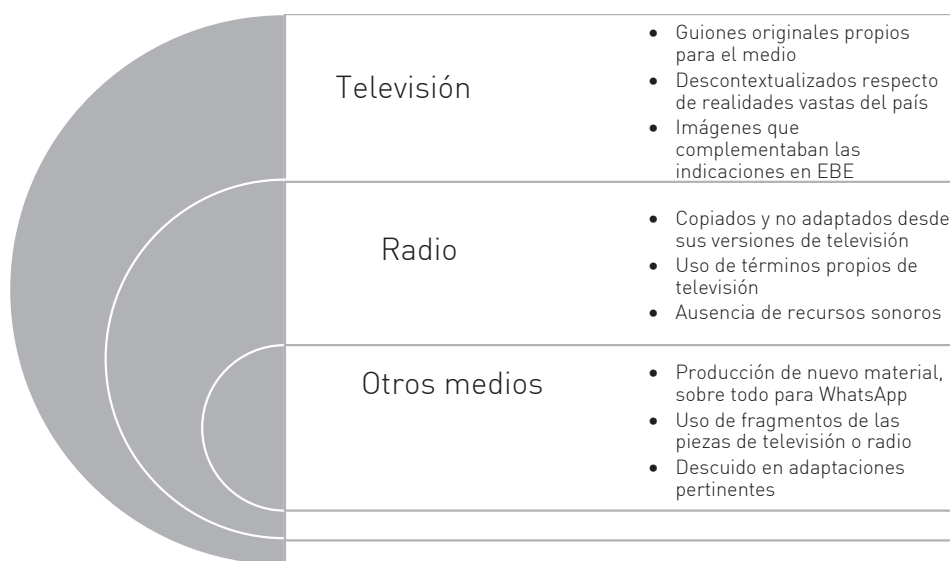 Televisión
• Guiones originales propios
para el medio
• Descontextualizados respecto
de realidades vastas del país
• Imágenes que
complementaban las
indicaciones en EBE
Radio
• Copiados y no adaptados desde
sus versiones de televisión
• Uso de términos propios de
televisión
• Ausencia de recursos sonoros
Otros medios
• Producción de nuevo material,
sobre todo para WhatsApp
• Uso de fragmentos de las
piezas de televisión o radio
• Descuido en adaptaciones
pertinentes